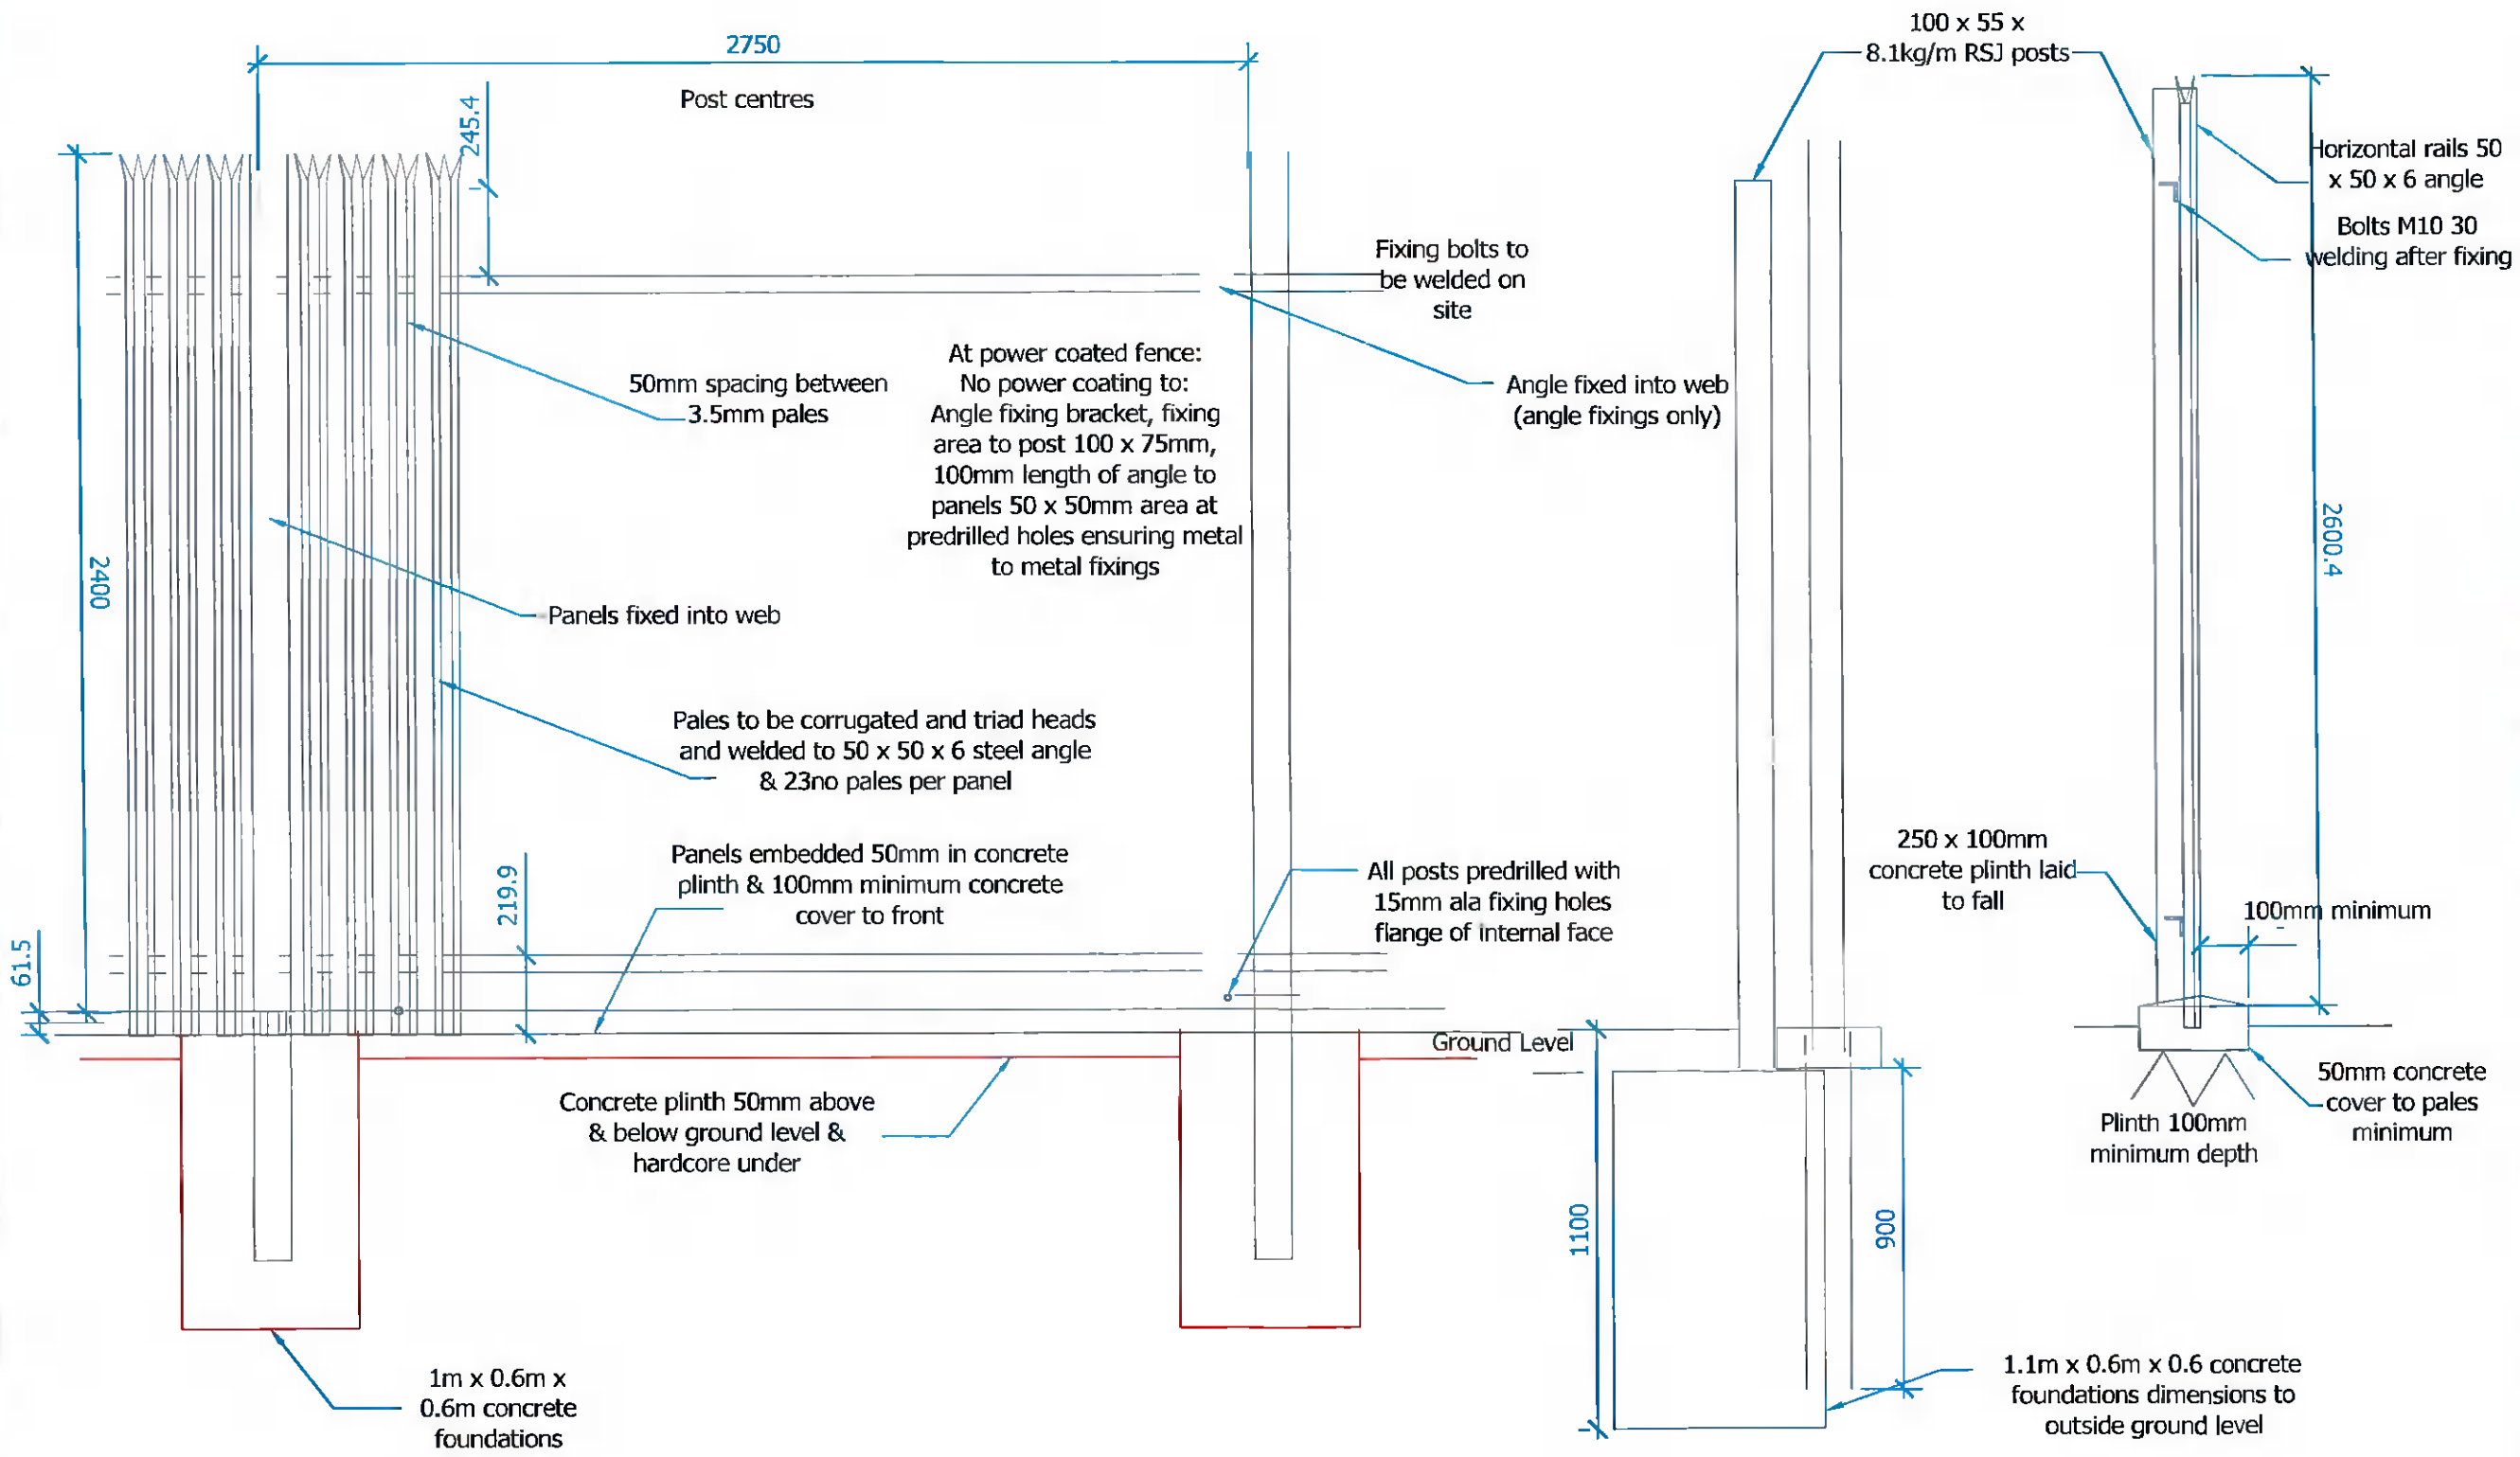 2750
Post centres
245.4
2400
50mm spacing between
3.5mm pales
At power coated fence:
No power coating to:
Angle fixing bracket, fixing
area to post 100 x 75mm,
100mm length of angle to
panels 50 x 50mm area at
predrilled holes ensuring metal
to metal fixings
Fixing bolts to
be welded on
site
Angle fixed into web
(angle fixings only)
Panels fixed into web
Pales to be corrugated and triad heads
and welded to 50 x 50 x 6 steel angle
& 23no pales per panel
Panels embedded 50mm in concrete
plinth & 100mm minimum concrete
cover to front
219.9
61.5
All posts predrilled with
15mm ala fixing holes
flange of internal face
Ground Level
Concrete plinth 50mm above
& below ground level &
hardcore under
1m x 0.6m x
0.6m concrete
foundations
100 x 55 x
8.1kg/m RSJ posts
Horizontal rails 50
x 50 x 6 angle
Bolts M10 30
welding after fixing
2600.4
250 x 100mm
concrete plinth laid
to fall
100mm minimum
50mm concrete
cover to pales
minimum
Plinth 100mm
minimum depth
1100
900
1.1m x 0.6m x 0.6 concrete
foundations dimensions to
outside ground level